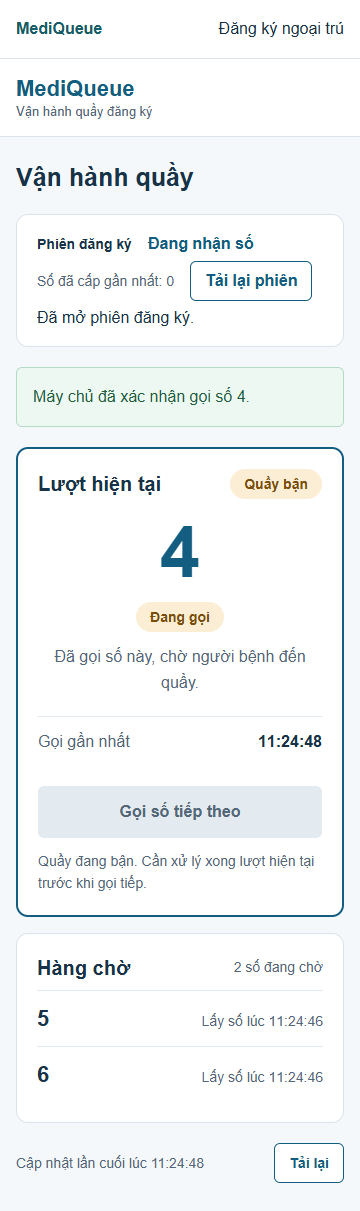 MediQueue
Đăng ký ngoại trú
MediQueue
Vận hành quầy đăng ký
Vận hành quầy
Phiên đăng ký Đang nhận số
Số đã cấp gần nhất: 0 Tải lại phiên
Đã mở phiên đăng ký.
Máy chủ đã xác nhận gọi số 4.
Lượt hiện tại Quầy bận
4
Đang gọi
Đã gọi số này, chờ người bệnh đến
quầy.
Gọi gần nhất 11:24:48
Gọi số tiếp theo
Quầy đang bận. Cần xử lý xong lượt hiện tại
trước khi gọi tiếp.
Hàng chờ 2 số đang chờ
5 Lấy số lúc 11:24:46
6 Lấy số lúc 11:24:46
Cập nhật lần cuối lúc 11:24:48 Tải lại